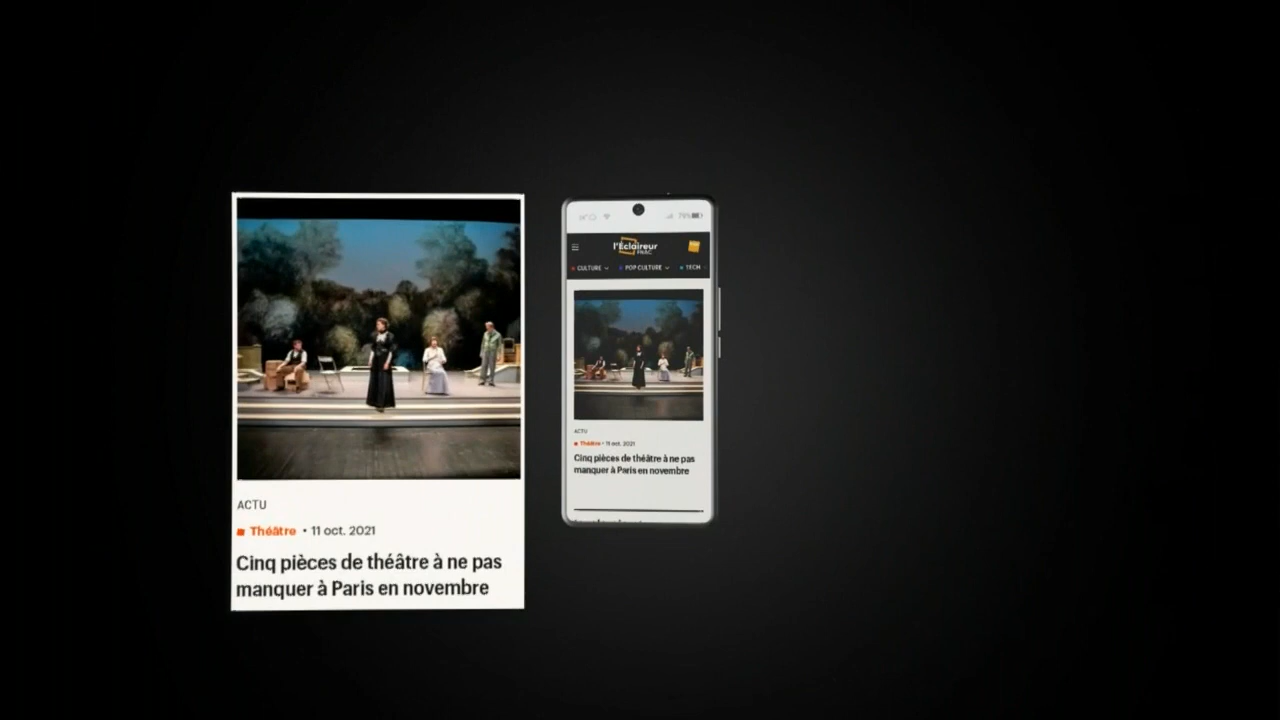 ACTU
Théâtre • 11 oct. 2021
Cinq pièces de théâtre à ne pas
manquer à Paris en novembre
79%
l'Éclaireur
FNAC
CULTURE
POP CULTURE
TECH
ACTU
Théâtre • 11 oct. 2021
Cinq pièces de théâtre à ne pas
manquer à Paris en novembre